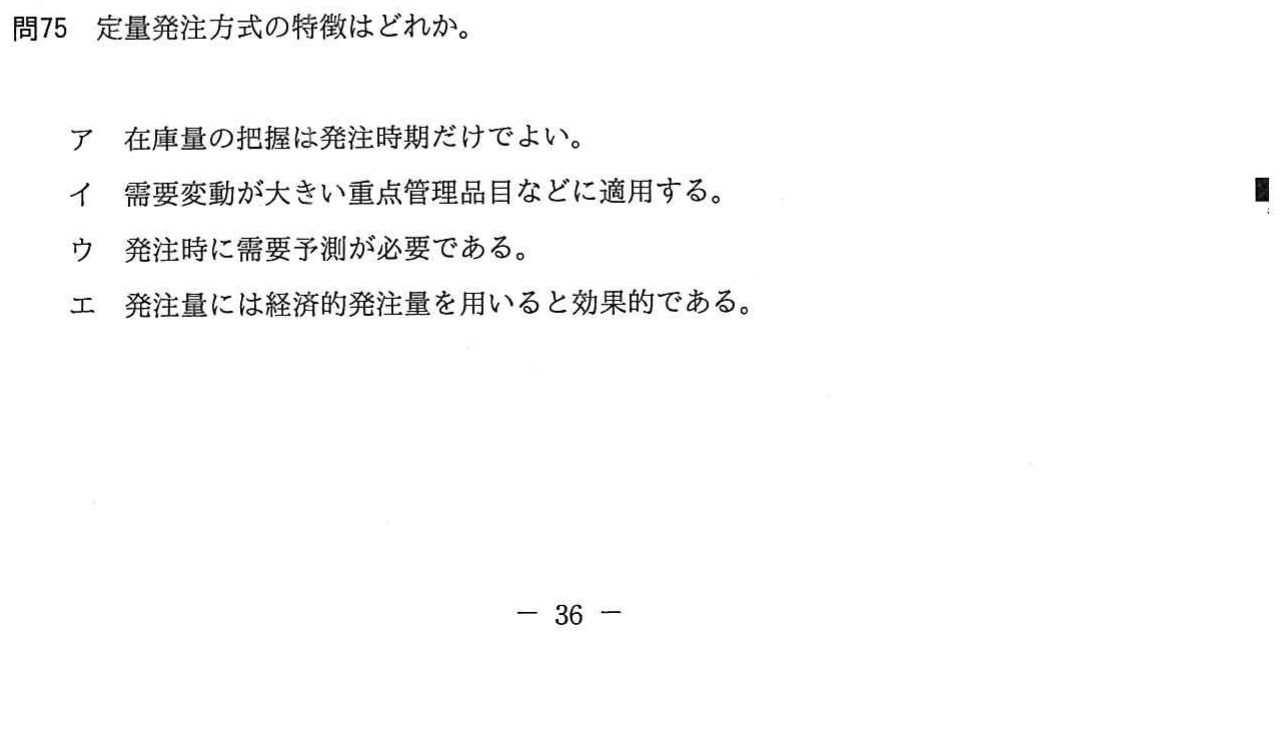 問75　定量発注方式の特徴はどれか。
ア　在庫量の把握は発注時期だけでよい。
イ　需要変動が大きい重点管理品目などに適用する。
ウ　発注時に需要予測が必要である。
エ　発注量には経済的発注量を用いると効果的である。
－ 36 －